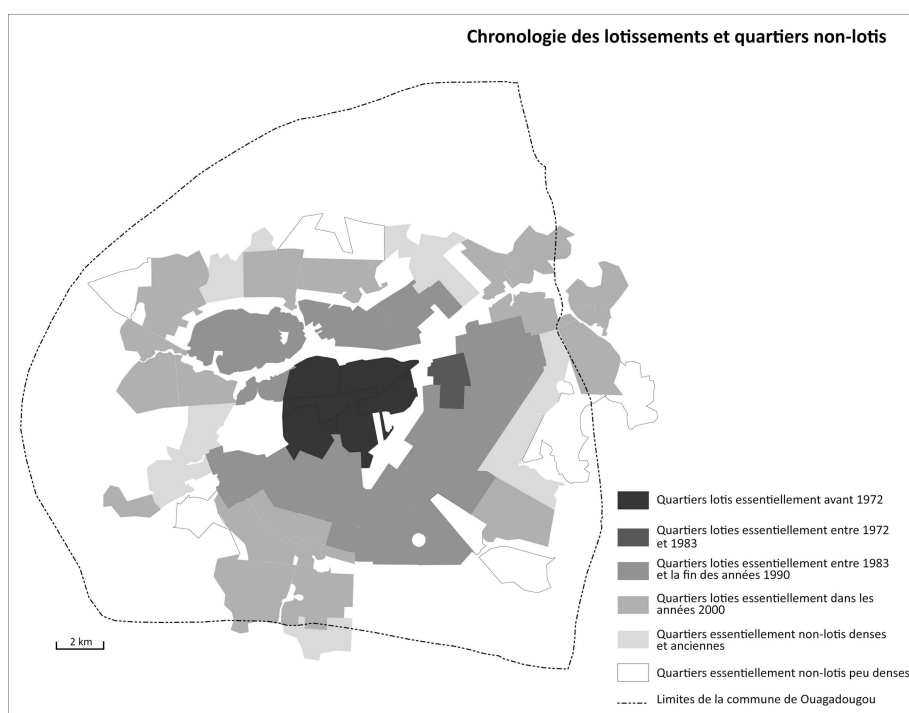 Chronologie des lotissements et quartiers non-lotis
2 km
Quartiers lotis essentiellement avant 1972
Quartiers loties essentiellement entre 1972
et 1983
Quartiers loties essentiellement entre 1983
et la fin des années 1990
Quartiers loties essentiellement dans les
années 2000
Quartiers essentiellement non-lotis denses
et anciennes
Quartiers essentiellement non-lotis peu denses
Limites de la commune de Ouagadougou